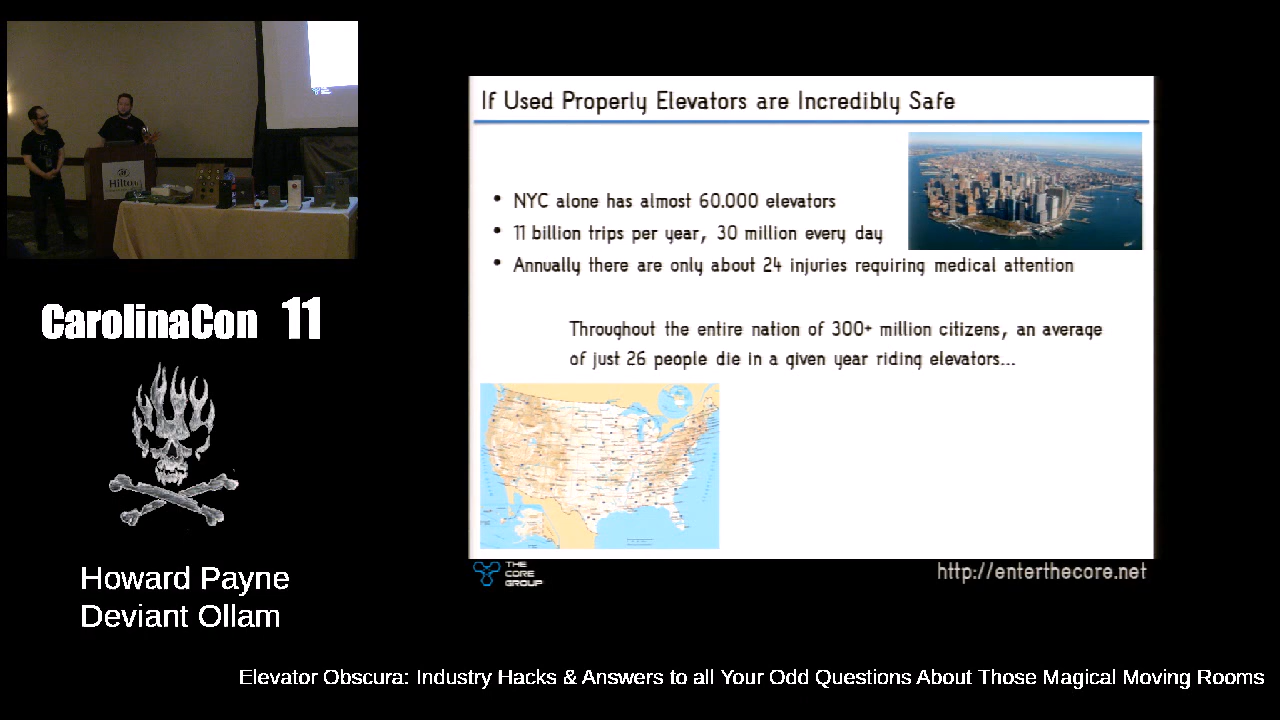 Hilton
CarolinaCon 11
Howard Payne
Deviant Ollam
If Used Properly Elevators are Incredibly Safe
• NYC alone has almost 60.000 elevators
• 11 billion trips per year, 30 million every day
• Annually there are only about 24 injuries requiring medical attention
Throughout the entire nation of 300+ million citizens, an average
of just 26 people die in a given year riding elevators...
THE
CORE
GROUP
http://enterthecore.net
Elevator Obscura: Industry Hacks & Answers to all Your Odd Questions About Those Magical Moving Rooms